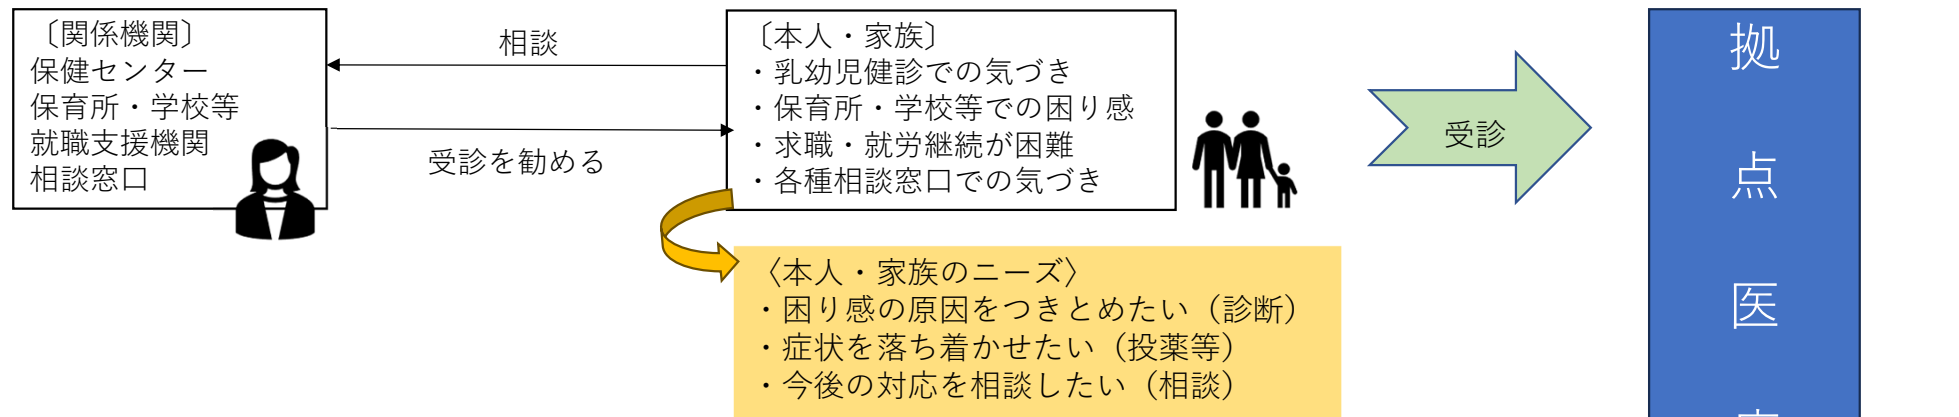 〔関係機関〕
保健センター
保育所・学校等
就職支援機関
相談窓口
相談
受診を勧める
〔本人・家族〕
・乳幼児健診での気づき
・保育所・学校等での困り感
・求職・就労継続が困難
・各種相談窓口での気づき
〈本人・家族のニーズ〉
・困り感の原因をつきとめたい（診断）
・症状を落ち着かせたい（投薬等）
・今後の対応を相談したい（相談）
受診
拠
点
医